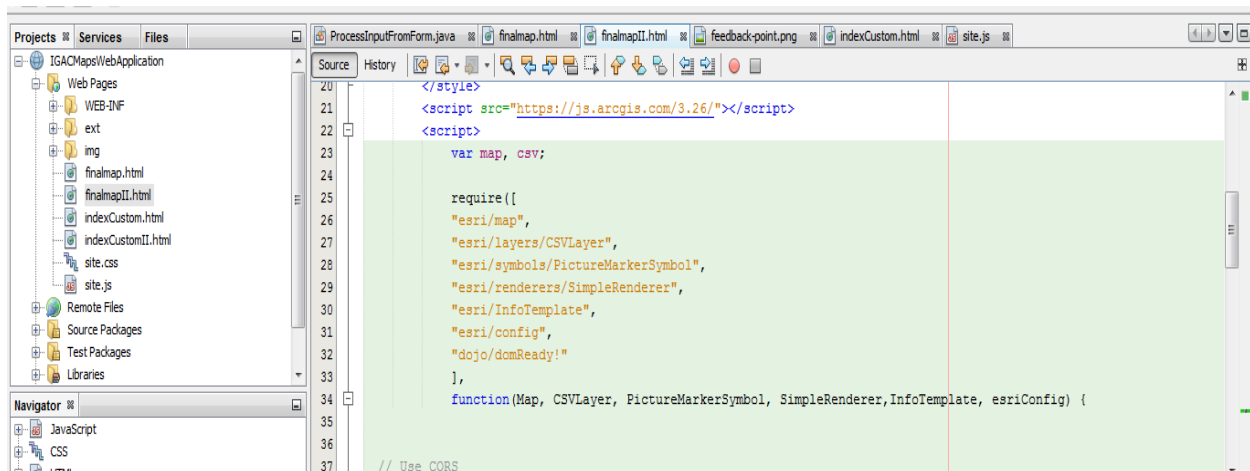 Projects Services Files
IGACMapsWebApplication
Web Pages
WEB-INF
ext
img
finalmap.html
finalmapII.html
indexCustom.html
indexCustomII.html
site.css
site.js
Remote Files
Source Packages
Test Packages
Libraries
Navigator
JavaScript
CSS
ProcessInputFromForm.java finalmap.html finalmapII.html feedback-point.png indexCustom.html site.js
Source History
20 </style>
21 <script src="https://js.arcgis.com/3.26/"></script>
22 <script>
23 var map, csv;
24
25 require([
26 "esri/map",
27 "esri/layers/CSVLayer",
28 "esri/symbols/PictureMarkerSymbol",
29 "esri/renderers/SimpleRenderer",
30 "esri/InfoTemplate",
31 "esri/config",
32 "dojo/domReady!"
33 ],
34 function(Map, CSVLayer, PictureMarkerSymbol, SimpleRenderer,InfoTemplate, esriConfig) {
35
36
37 // Use CORS